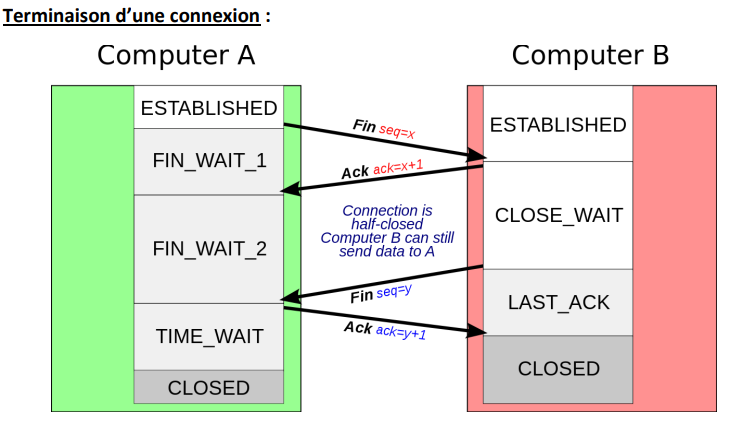 Terminaison d’une connexion :
Computer A
Computer B
ESTABLISHED
FIN_WAIT_1
FIN_WAIT_2
TIME_WAIT
CLOSED
Fin seq=x
Ack ack=x+1
Connection is
half-closed
Computer B can still
send data to A
Fin seq=y
Ack ack=y+1
ESTABLISHED
CLOSE_WAIT
LAST_ACK
CLOSED